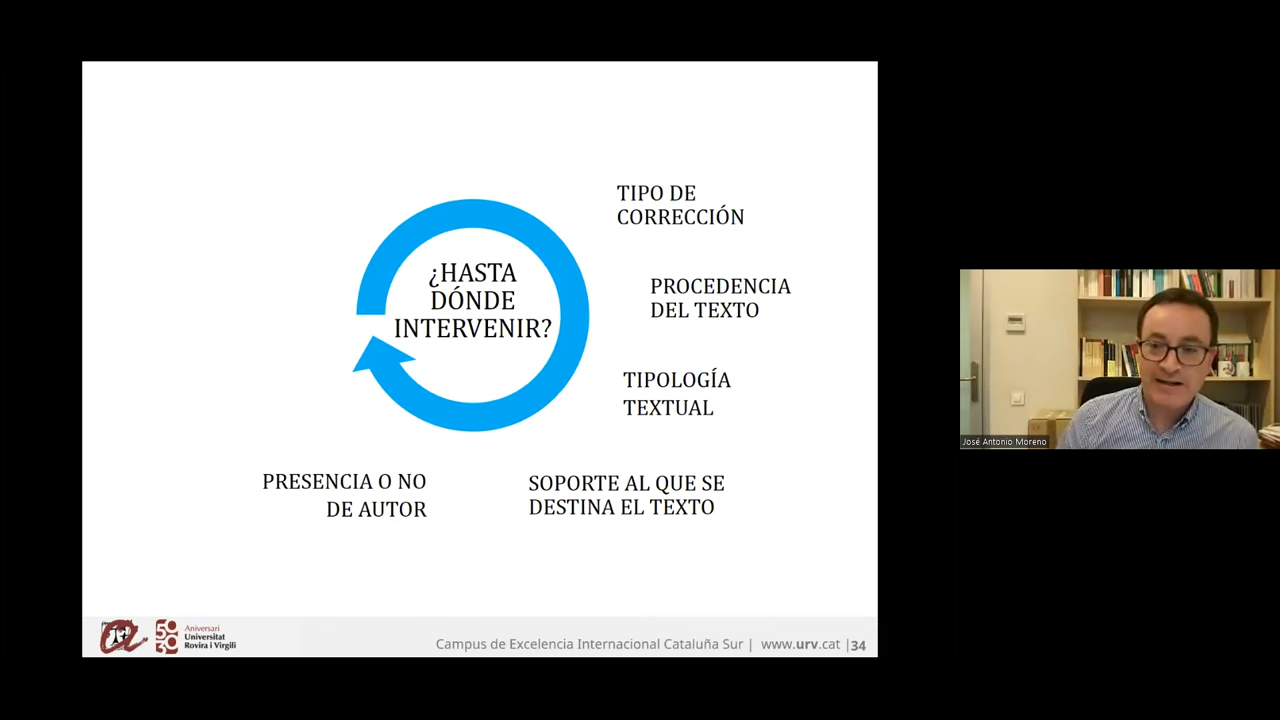 TIPO DE
CORRECCIÓN
¿HASTA
DÓNDE
INTERVENIR?
PROCEDENCIA
DEL TEXTO
TIPOLOGÍA
TEXTUAL
PRESENCIA O NO
DE AUTOR
SOPORTE AL QUE SE
DESTINA EL TEXTO
José Antonio Moreno
50
30
Aniversari
Universitat
Rovira i Virgili
Campus de Excelencia Internacional Cataluña Sur | www.urv.cat |34